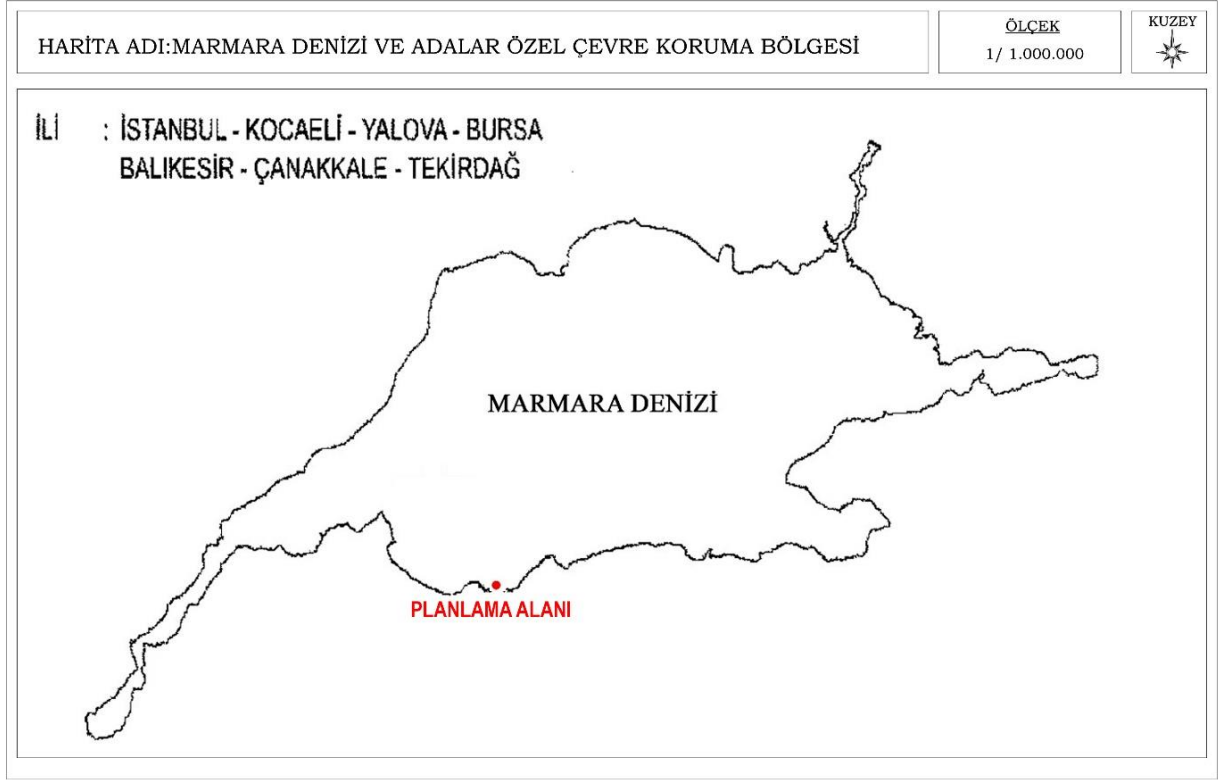 HARİTA ADI:MARMARA DENİZİ VE ADALAR ÖZEL ÇEVRE KORUMA BÖLGESİ
ÖLÇEK
1/ 1.000.000
KUZEY
İLİ : İSTANBUL - KOCAELİ - YALOVA - BURSA
BALIKESİR - ÇANAKKALE - TEKİRDAĞ
MARMARA DENİZİ
PLANLAMA ALANI